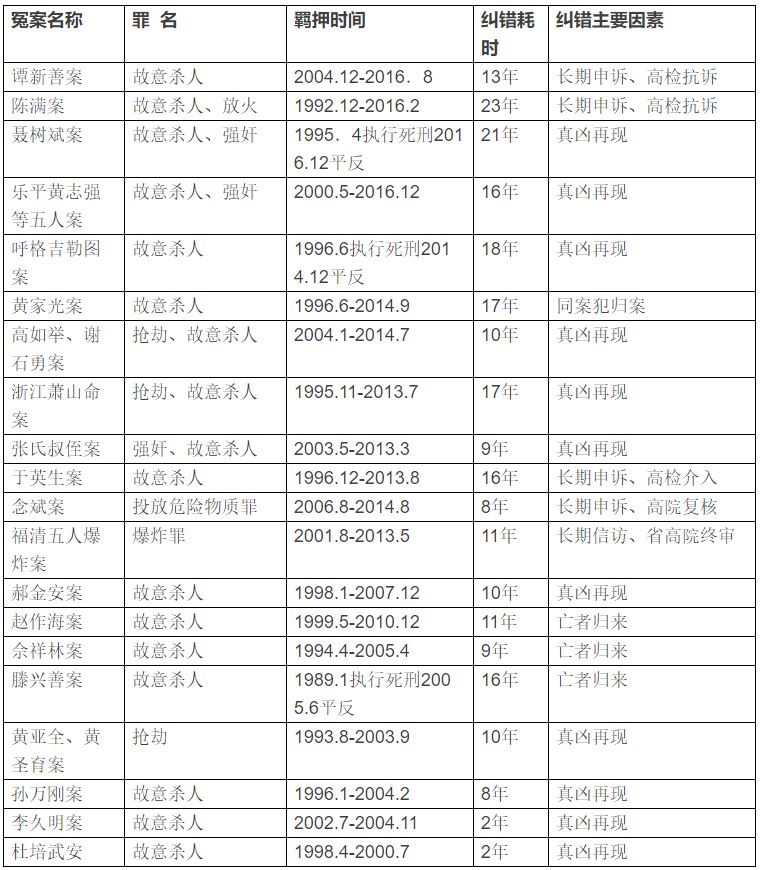 冤案名称 罪 名 羁押时间 纠错耗 纠错主要因素
时
谭新善案 故意杀人 2004.12-2016．8 13年 长期申诉、高检抗诉
陈满案 故意杀人、放火 1992.12-2016.2 23年 长期申诉、高检抗诉
聂树斌案 故意杀人、强奸 1995．4执行死刑201 21年 真凶再现
6.12平反
乐平黄志强 故意杀人、强奸 2000.5-2016.12 16年 真凶再现
等五人案
呼格吉勒图 故意杀人 1996.6执行死刑201 18年 真凶再现
案 4.12平反
黄家光案 故意杀人 1996.6-2014.9 17年 同案犯归案
高如举、谢 抢劫、故意杀人 2004.1-2014.7 10年 真凶再现
石勇案
浙江萧山命 抢劫、故意杀人 1995.11-2013.7 17年 真凶再现
案
张氏叔侄案 强奸、故意杀人 2003.5-2013.3 9年 真凶再现
于英生案 故意杀人 1996.12-2013.8 16年 长期申诉、高检介入
念斌案 投放危险物质罪 2006.8-2014.8 8年 长期申诉、高院复核
福清五人爆 爆炸罪 2001.8-2013.5 11年 长期信访、省高院终审
炸案
郝金安案 故意杀人 1998.1-2007.12 10年 真凶再现
赵作海案 故意杀人 1999.5-2010.12 11年 亡者归来
佘祥林案 故意杀人 1994.4-2005.4 9年 亡者归来
滕兴善案 故意杀人 1989.1执行死刑200 16年 亡者归来
5.6平反
黄亚全、黄 抢劫 1993.8-2003.9 10年 真凶再现
圣育案
孙万刚案 故意杀人 1996.1-2004.2 8年 真凶再现
李久明案 故意杀人 2002.7-2004.11 2年 真凶再现
杜培武安 故意杀人 1998.4-2000.7 2年 真凶再现